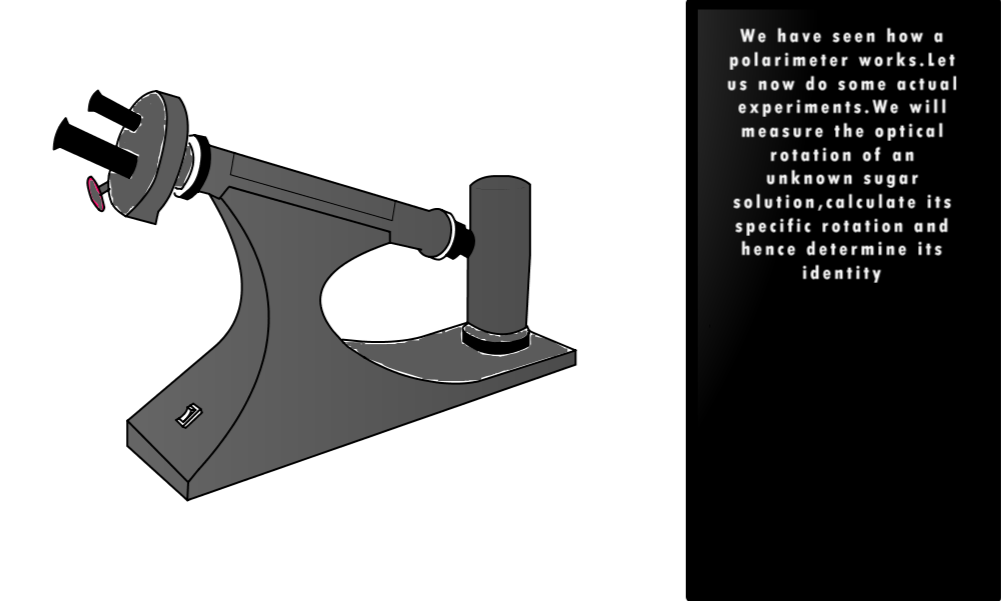 We have seen how a
polarimeter works.Let
us now do some actual
experiments.We will
measure the optical
rotation of an
unknown sugar
solution,calculate its
specific rotation and
hence determine its
identity